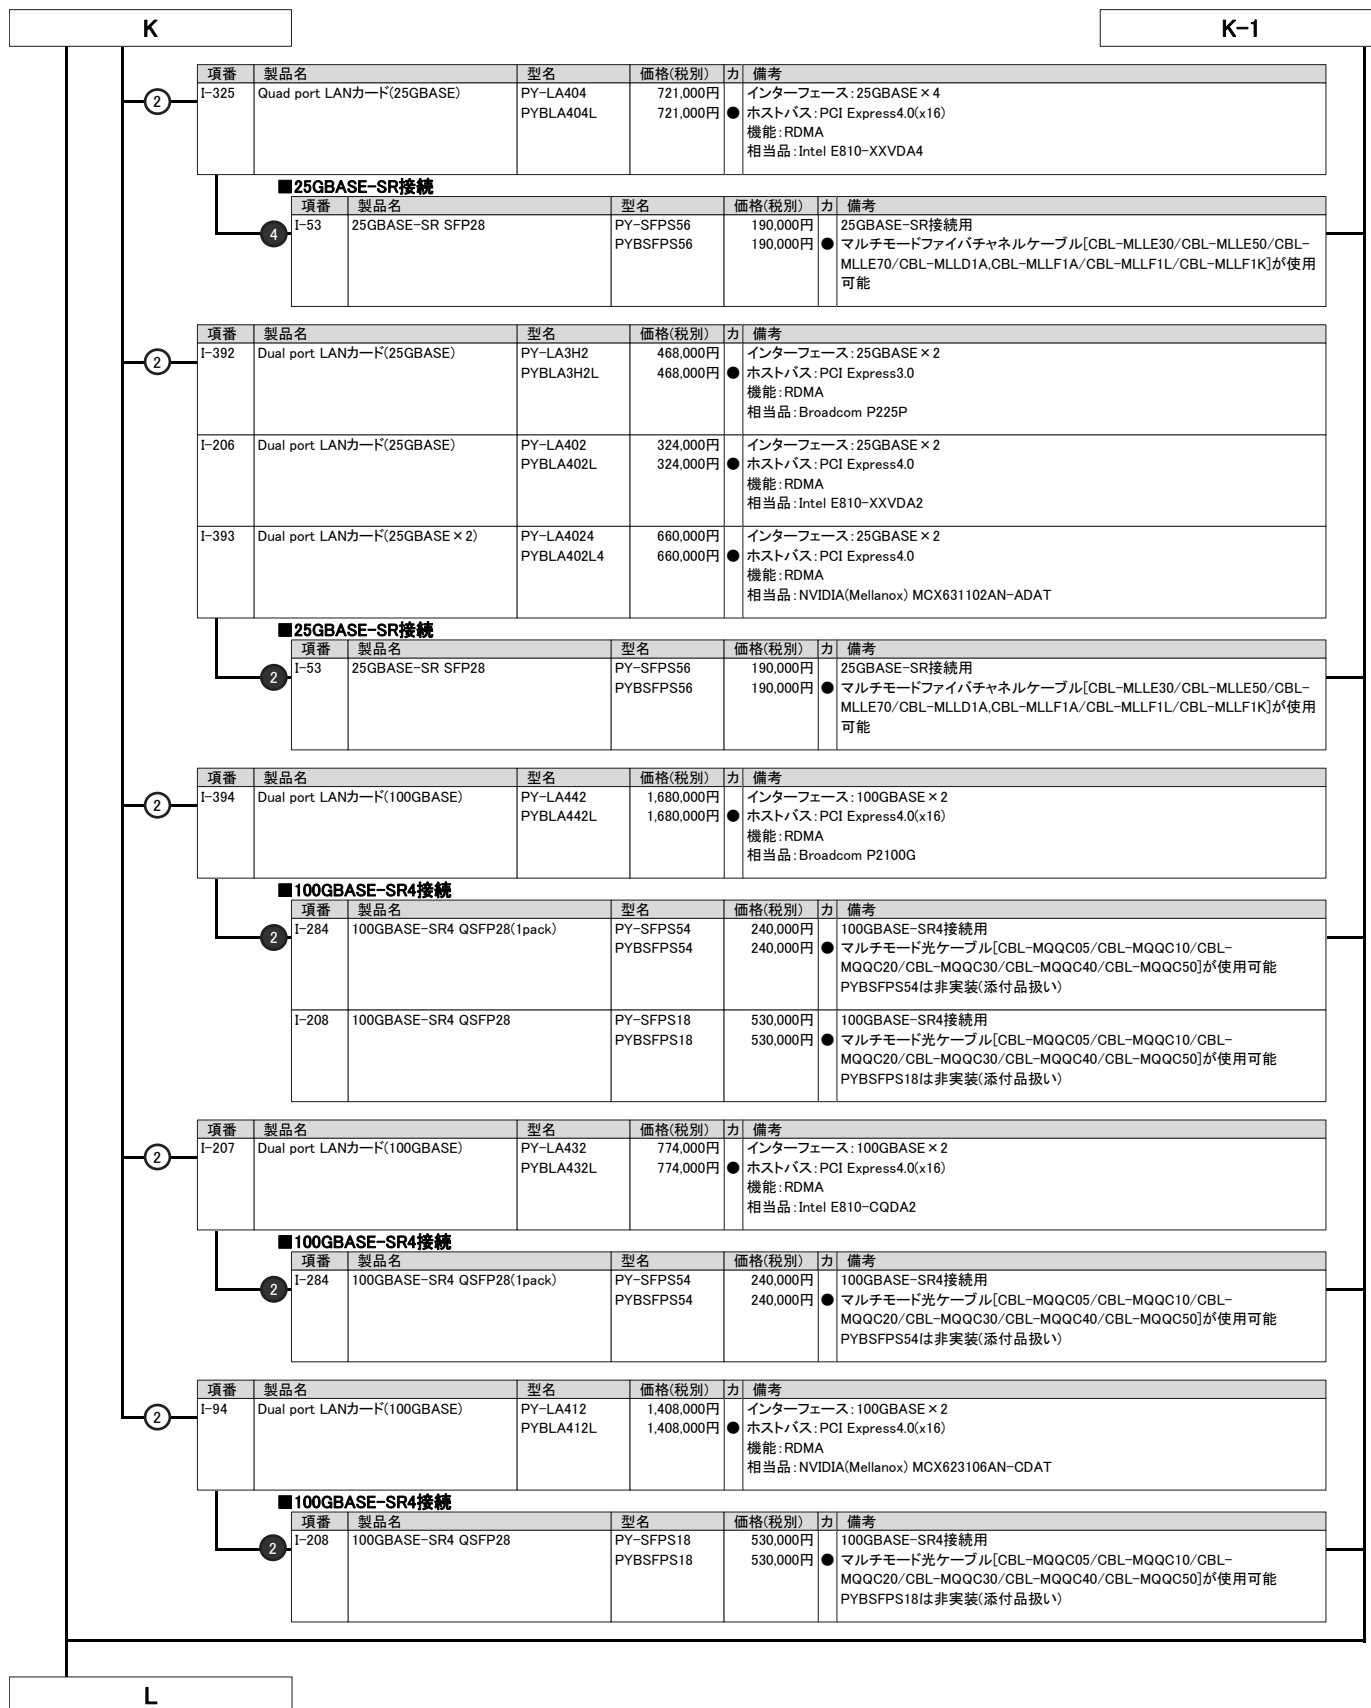 K
K-1
項番 製品名 型名 価格(税別) カ 備考
2
I-325 Quad port LANカード(25GBASE) PY-LA404 721,000円 インターフェース:25GBASE×4
PYBLA404L 721,000円 ● ホストバス:PCI Express4.0(x16)
機能:RDMA
相当品:Intel E810-XXVDA4
■25GBASE-SR接続
項番 製品名 型名 価格(税別) カ 備考
4
I-53 25GBASE-SR SFP28 PY-SFPS56 190,000円 25GBASE-SR接続用
PYBSFPS56 190,000円 ● マルチモードファイバチャネルケーブル[CBL-MLLE30/CBL-MLLE50/CBL-
MLLE70/CBL-MLLD1A,CBL-MLLF1A/CBL-MLLF1L/CBL-MLLF1K]が使用
可能
項番 製品名 型名 価格(税別) カ 備考
2
I-392 Dual port LANカード(25GBASE) PY-LA3H2 468,000円 インターフェース:25GBASE×2
PYBLA3H2L 468,000円 ● ホストバス:PCI Express3.0
機能:RDMA
相当品:Broadcom P225P
I-206 Dual port LANカード(25GBASE) PY-LA402 324,000円 インターフェース:25GBASE×2
PYBLA402L 324,000円 ● ホストバス:PCI Express4.0
機能:RDMA
相当品:Intel E810-XXVDA2
I-393 Dual port LANカード(25GBASE×2) PY-LA4024 660,000円 インターフェース:25GBASE×2
PYBLA402L4 660,000円 ● ホストバス:PCI Express4.0
機能:RDMA
相当品:NVIDIA(Mellanox) MCX631102AN-ADAT
■25GBASE-SR接続
項番 製品名 型名 価格(税別) カ 備考
2
I-53 25GBASE-SR SFP28 PY-SFPS56 190,000円 25GBASE-SR接続用
PYBSFPS56 190,000円 ● マルチモードファイバチャネルケーブル[CBL-MLLE30/CBL-MLLE50/CBL-
MLLE70/CBL-MLLD1A,CBL-MLLF1A/CBL-MLLF1L/CBL-MLLF1K]が使用
可能
項番 製品名 型名 価格(税別) カ 備考
2
I-394 Dual port LANカード(100GBASE) PY-LA442 1,680,000円 インターフェース:100GBASE×2
PYBLA442L 1,680,000円 ● ホストバス:PCI Express4.0(x16)
機能:RDMA
相当品:Broadcom P2100G
■100GBASE-SR4接続
項番 製品名 型名 価格(税別) カ 備考
2
I-284 100GBASE-SR4 QSFP28(1pack) PY-SFPS54 240,000円 100GBASE-SR4接続用
PYBSFPS54 240,000円 ● マルチモード光ケーブル[CBL-MQQC05/CBL-MQQC10/CBL-
MQQC20/CBL-MQQC30/CBL-MQQC40/CBL-MQQC50]が使用可能
PYBSFPS54は非実装(添付品扱い)
I-208 100GBASE-SR4 QSFP28 PY-SFPS18 530,000円 100GBASE-SR4接続用
PYBSFPS18 530,000円 ● マルチモード光ケーブル[CBL-MQQC05/CBL-MQQC10/CBL-
MQQC20/CBL-MQQC30/CBL-MQQC40/CBL-MQQC50]が使用可能
PYBSFPS18は非実装(添付品扱い)
項番 製品名 型名 価格(税別) カ 備考
2
I-207 Dual port LANカード(100GBASE) PY-LA432 774,000円 インターフェース:100GBASE×2
PYBLA432L 774,000円 ● ホストバス:PCI Express4.0(x16)
機能:RDMA
相当品:Intel E810-CQDA2
■100GBASE-SR4接続
項番 製品名 型名 価格(税別) カ 備考
2
I-284 100GBASE-SR4 QSFP28(1pack) PY-SFPS54 240,000円 100GBASE-SR4接続用
PYBSFPS54 240,000円 ● マルチモード光ケーブル[CBL-MQQC05/CBL-MQQC10/CBL-
MQQC20/CBL-MQQC30/CBL-MQQC40/CBL-MQQC50]が使用可能
PYBSFPS54は非実装(添付品扱い)
項番 製品名 型名 価格(税別) カ 備考
2
I-94 Dual port LANカード(100GBASE) PY-LA412 1,408,000円 インターフェース:100GBASE×2
PYBLA412L 1,408,000円 ● ホストバス:PCI Express4.0(x16)
機能:RDMA
相当品:NVIDIA(Mellanox) MCX623106AN-CDAT
■100GBASE-SR4接続
項番 製品名 型名 価格(税別) カ 備考
2
I-208 100GBASE-SR4 QSFP28 PY-SFPS18 530,000円 100GBASE-SR4接続用
PYBSFPS18 530,000円 ● マルチモード光ケーブル[CBL-MQQC05/CBL-MQQC10/CBL-
MQQC20/CBL-MQQC30/CBL-MQQC40/CBL-MQQC50]が使用可能
PYBSFPS18は非実装(添付品扱い)
L